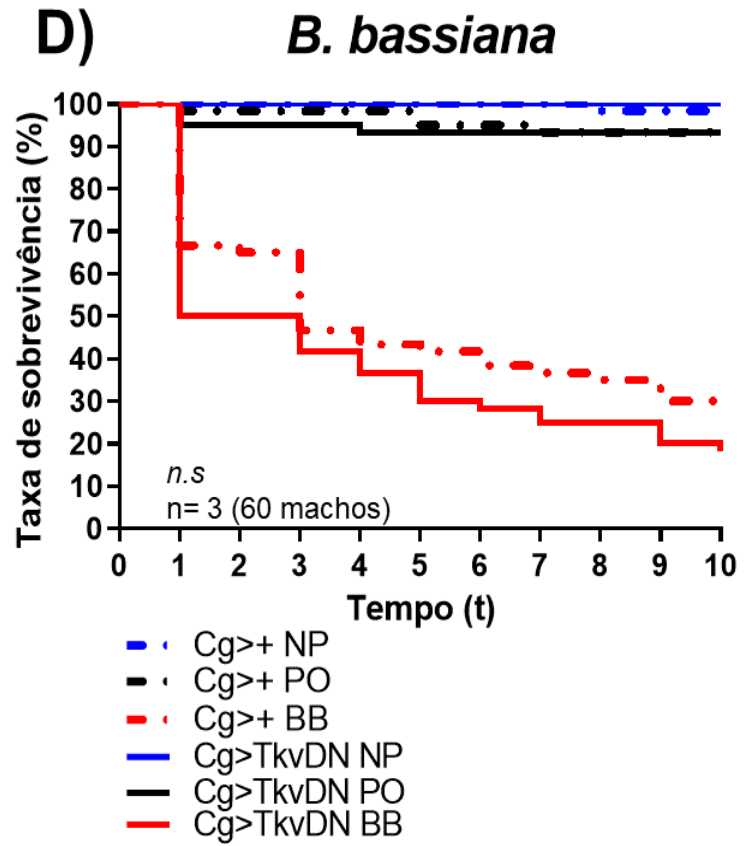 D) B. bassiana
Taxa de sobrevivência (%)
100
90
80
70
60
50
40
30
20
10
0
n.s
n= 3 (60 machos)
0 1 2 3 4 5 6 7 8 9 10
Tempo (t)
Cg>+ NP
Cg>+ PO
Cg>+ BB
Cg>TkvDN NP
Cg>TkvDN PO
Cg>TkvDN BB